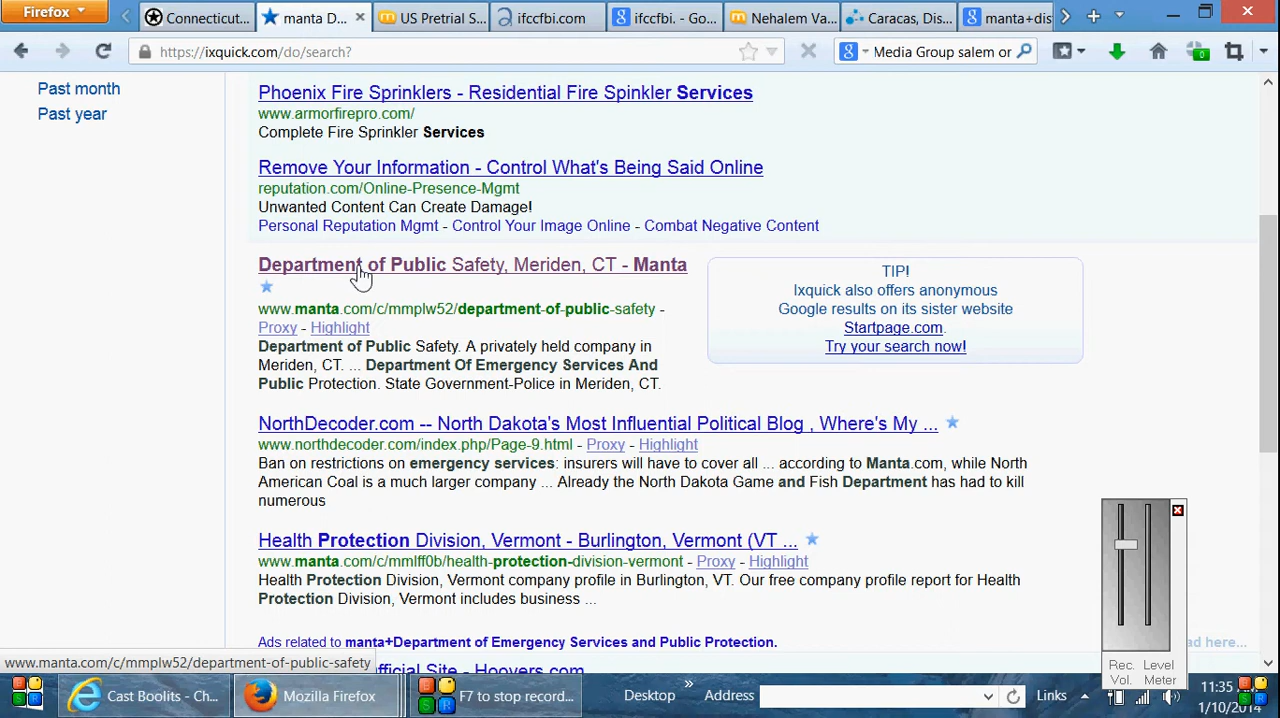 Firefox
Connecticut...
manta D...
US Pretrial S...
ifccfbi.com
ifccfbi. - Go...
Nehalem Va...
Caracas, Dis...
manta+dis
https://ixquick.com/do/search?
Media Group salem or
0
Past month
Past year
Phoenix Fire Sprinklers - Residential Fire Spinkler Services
www.armorfirepro.com/
Complete Fire Sprinkler Services
Remove Your Information - Control What's Being Said Online
reputation.com/Online-Presence-Mgmt
Unwanted Content Can Create Damage!
Personal Reputation Mgmt - Control Your Image Online - Combat Negative Content
Department of Public Safety, Meriden, CT - Manta
www.manta.com/c/mmplw52/department-of-public-safety -
Proxy - Highlight
Department of Public Safety. A privately held company in
Meriden, CT. ... Department Of Emergency Services And
Public Protection. State Government-Police in Meriden, CT.
TIP!
Ixquick also offers anonymous
Google results on its sister website
Startpage.com.
Try your search now!
NorthDecoder.com -- North Dakota's Most Influential Political Blog , Where's My ...
www.northdecoder.com/index.php/Page-9.html - Proxy - Highlight
Ban on restrictions on emergency services: insurers will have to cover all ... according to Manta.com, while North
American Coal is a much larger company ... Already the North Dakota Game and Fish Department has had to kill
numerous
Health Protection Division, Vermont - Burlington, Vermont (VT ...
www.manta.com/c/mmlff0b/health-protection-division-vermont - Proxy - Highlight
Health Protection Division, Vermont company profile in Burlington, VT. Our free company profile report for Health
Protection Division, Vermont includes business ...
Ads related to manta+Department of Emergency Services and Public Protection.
ad here...
fficial Site - Hoovers.com
www.manta.com/c/mmplw52/department-of-public-safety
Rec. Vol.
Level Meter
Cast Boolits - Ch...
Mozilla Firefox
F7 to stop record...
Desktop
»
Address
Links
11:35 AM
1/10/2014